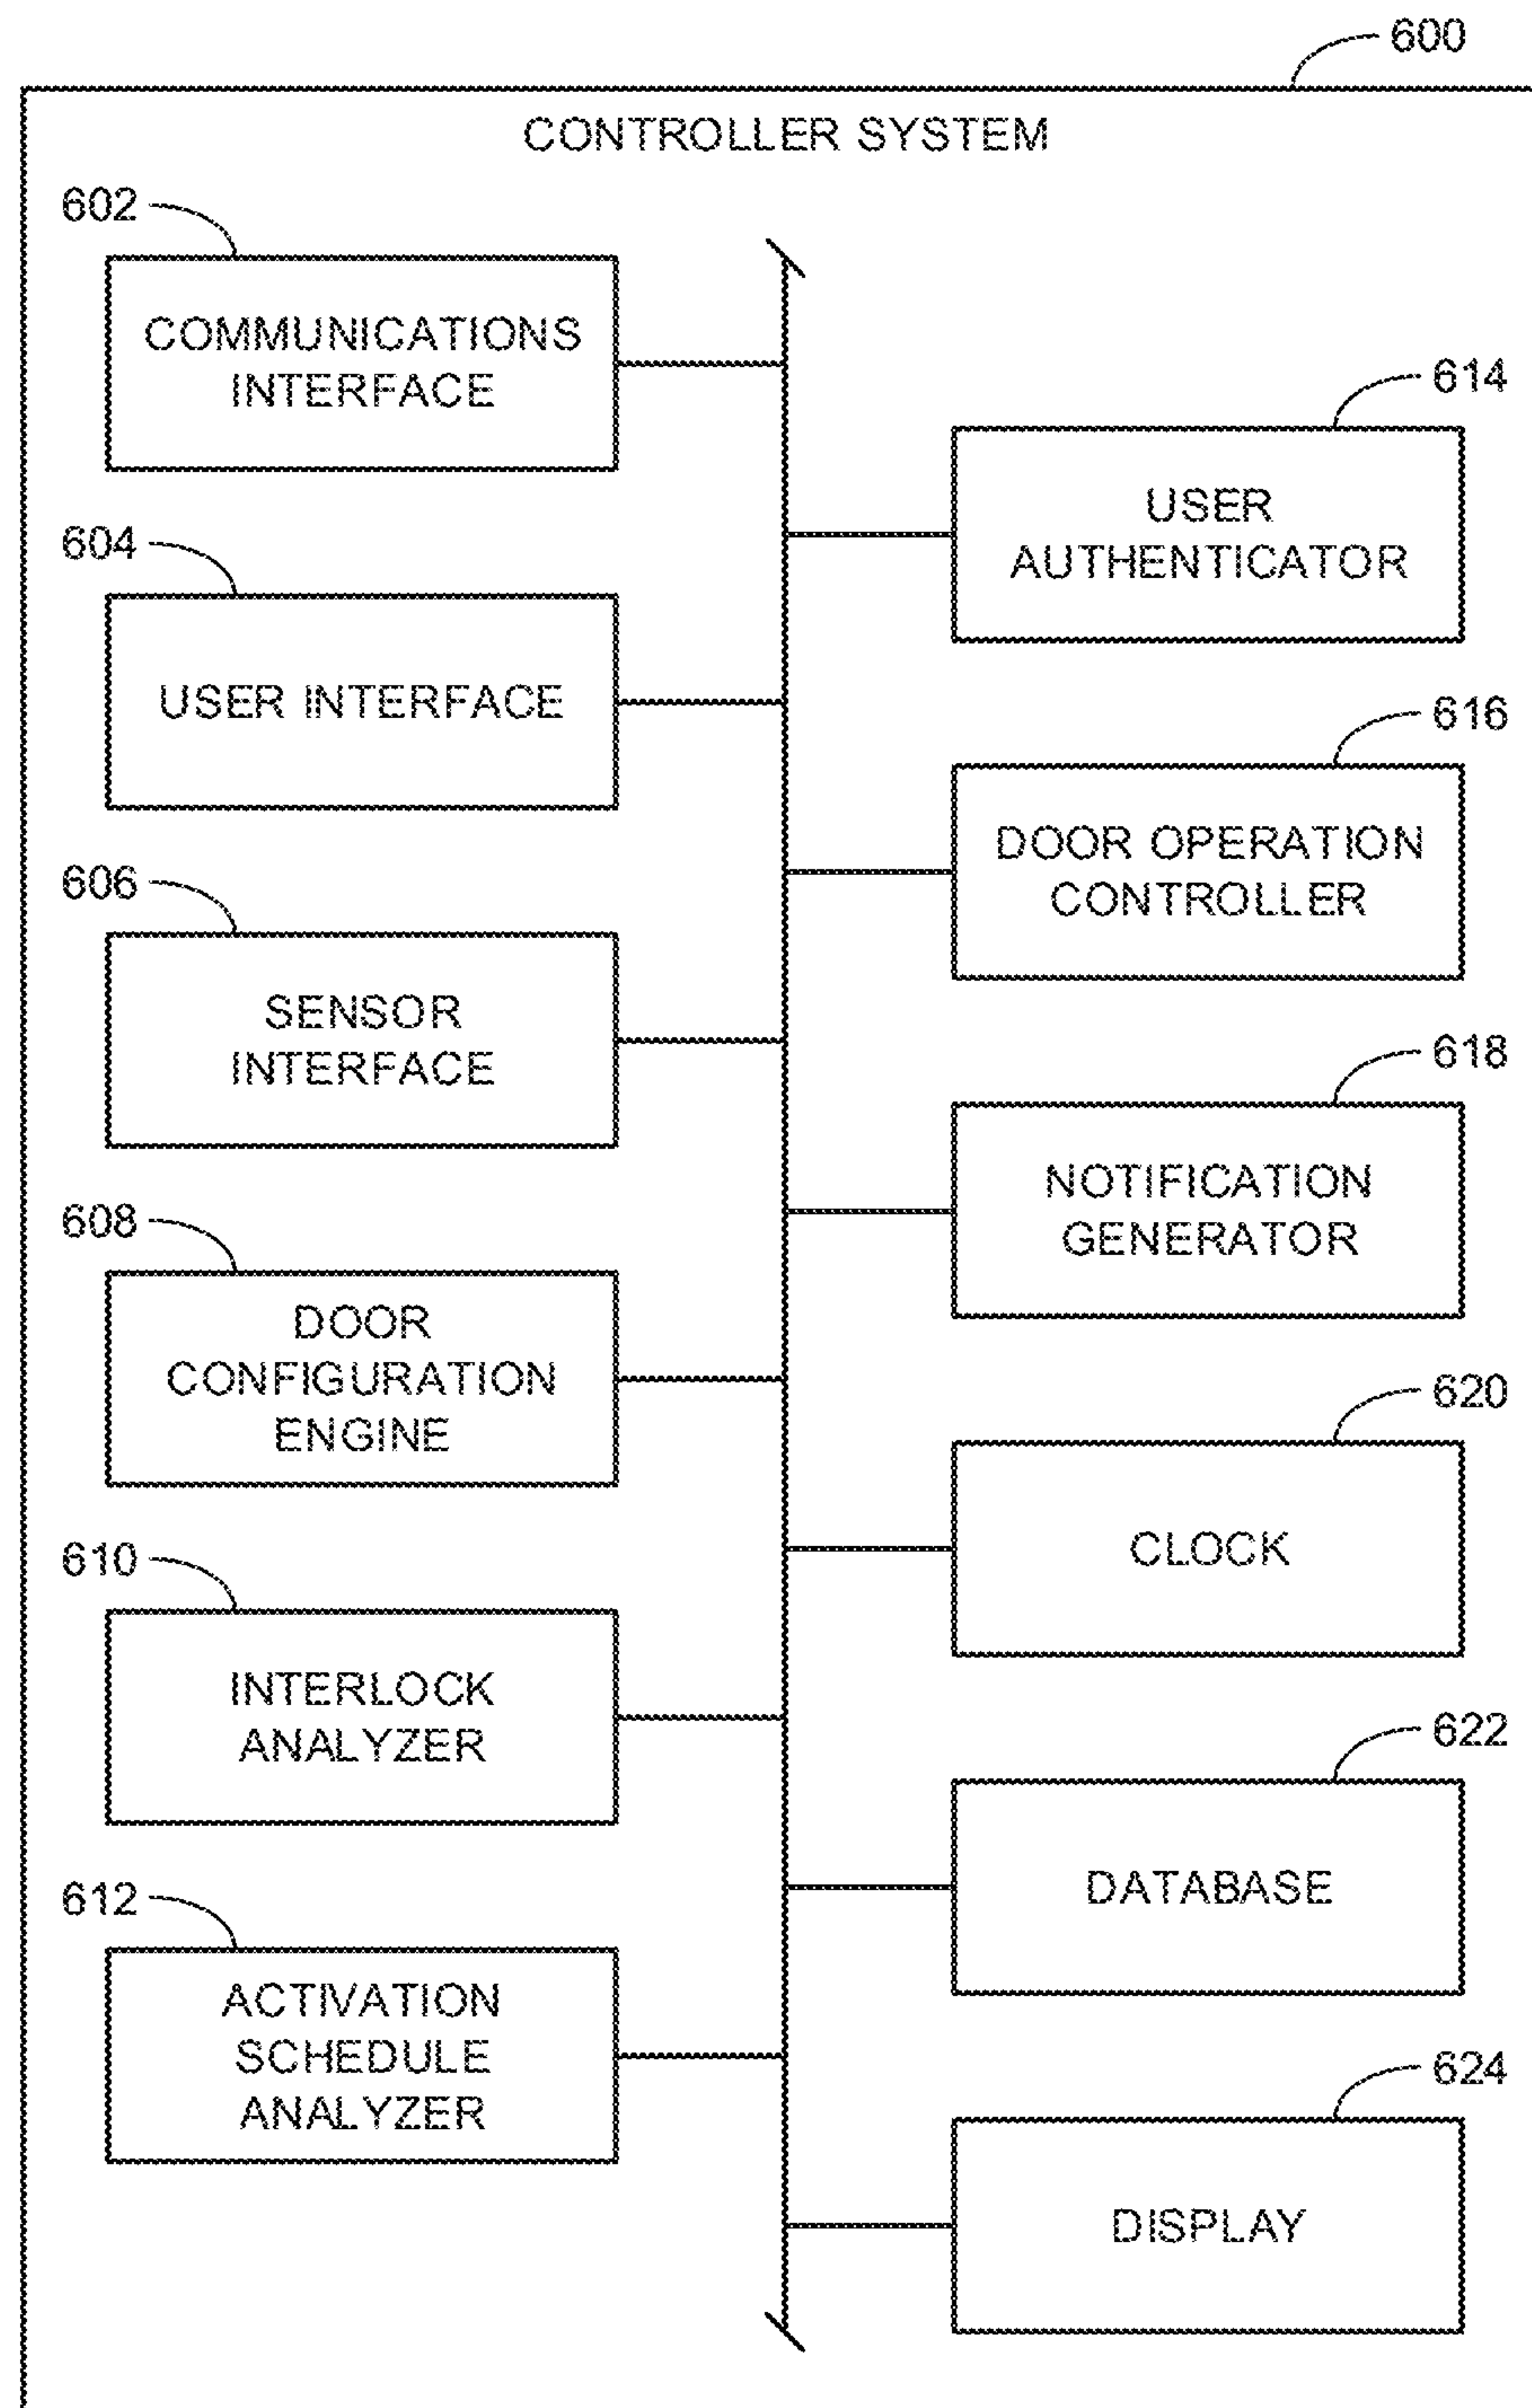 600
CONTROLLER SYSTEM
602
COMMUNICATIONS
INTERFACE
604
USER INTERFACE
606
SENSOR
INTERFACE
608
DOOR
CONFIGURATION
ENGINE
610
INTERLOCK
ANALYZER
612
ACTIVATION
SCHEDULE
ANALYZER
614
USER
AUTHENTICATOR
616
DOOR OPERATION
CONTROLLER
618
NOTIFICATION
GENERATOR
620
CLOCK
622
DATABASE
624
DISPLAY